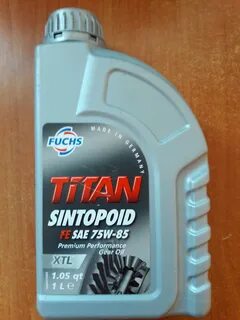 MADE IN GERMANY
FUCHS
TITAN
SINTOPOID
FE SAE 75W-85
Premium Performance
Gear Oil
XTL
1.05 qt
1 L